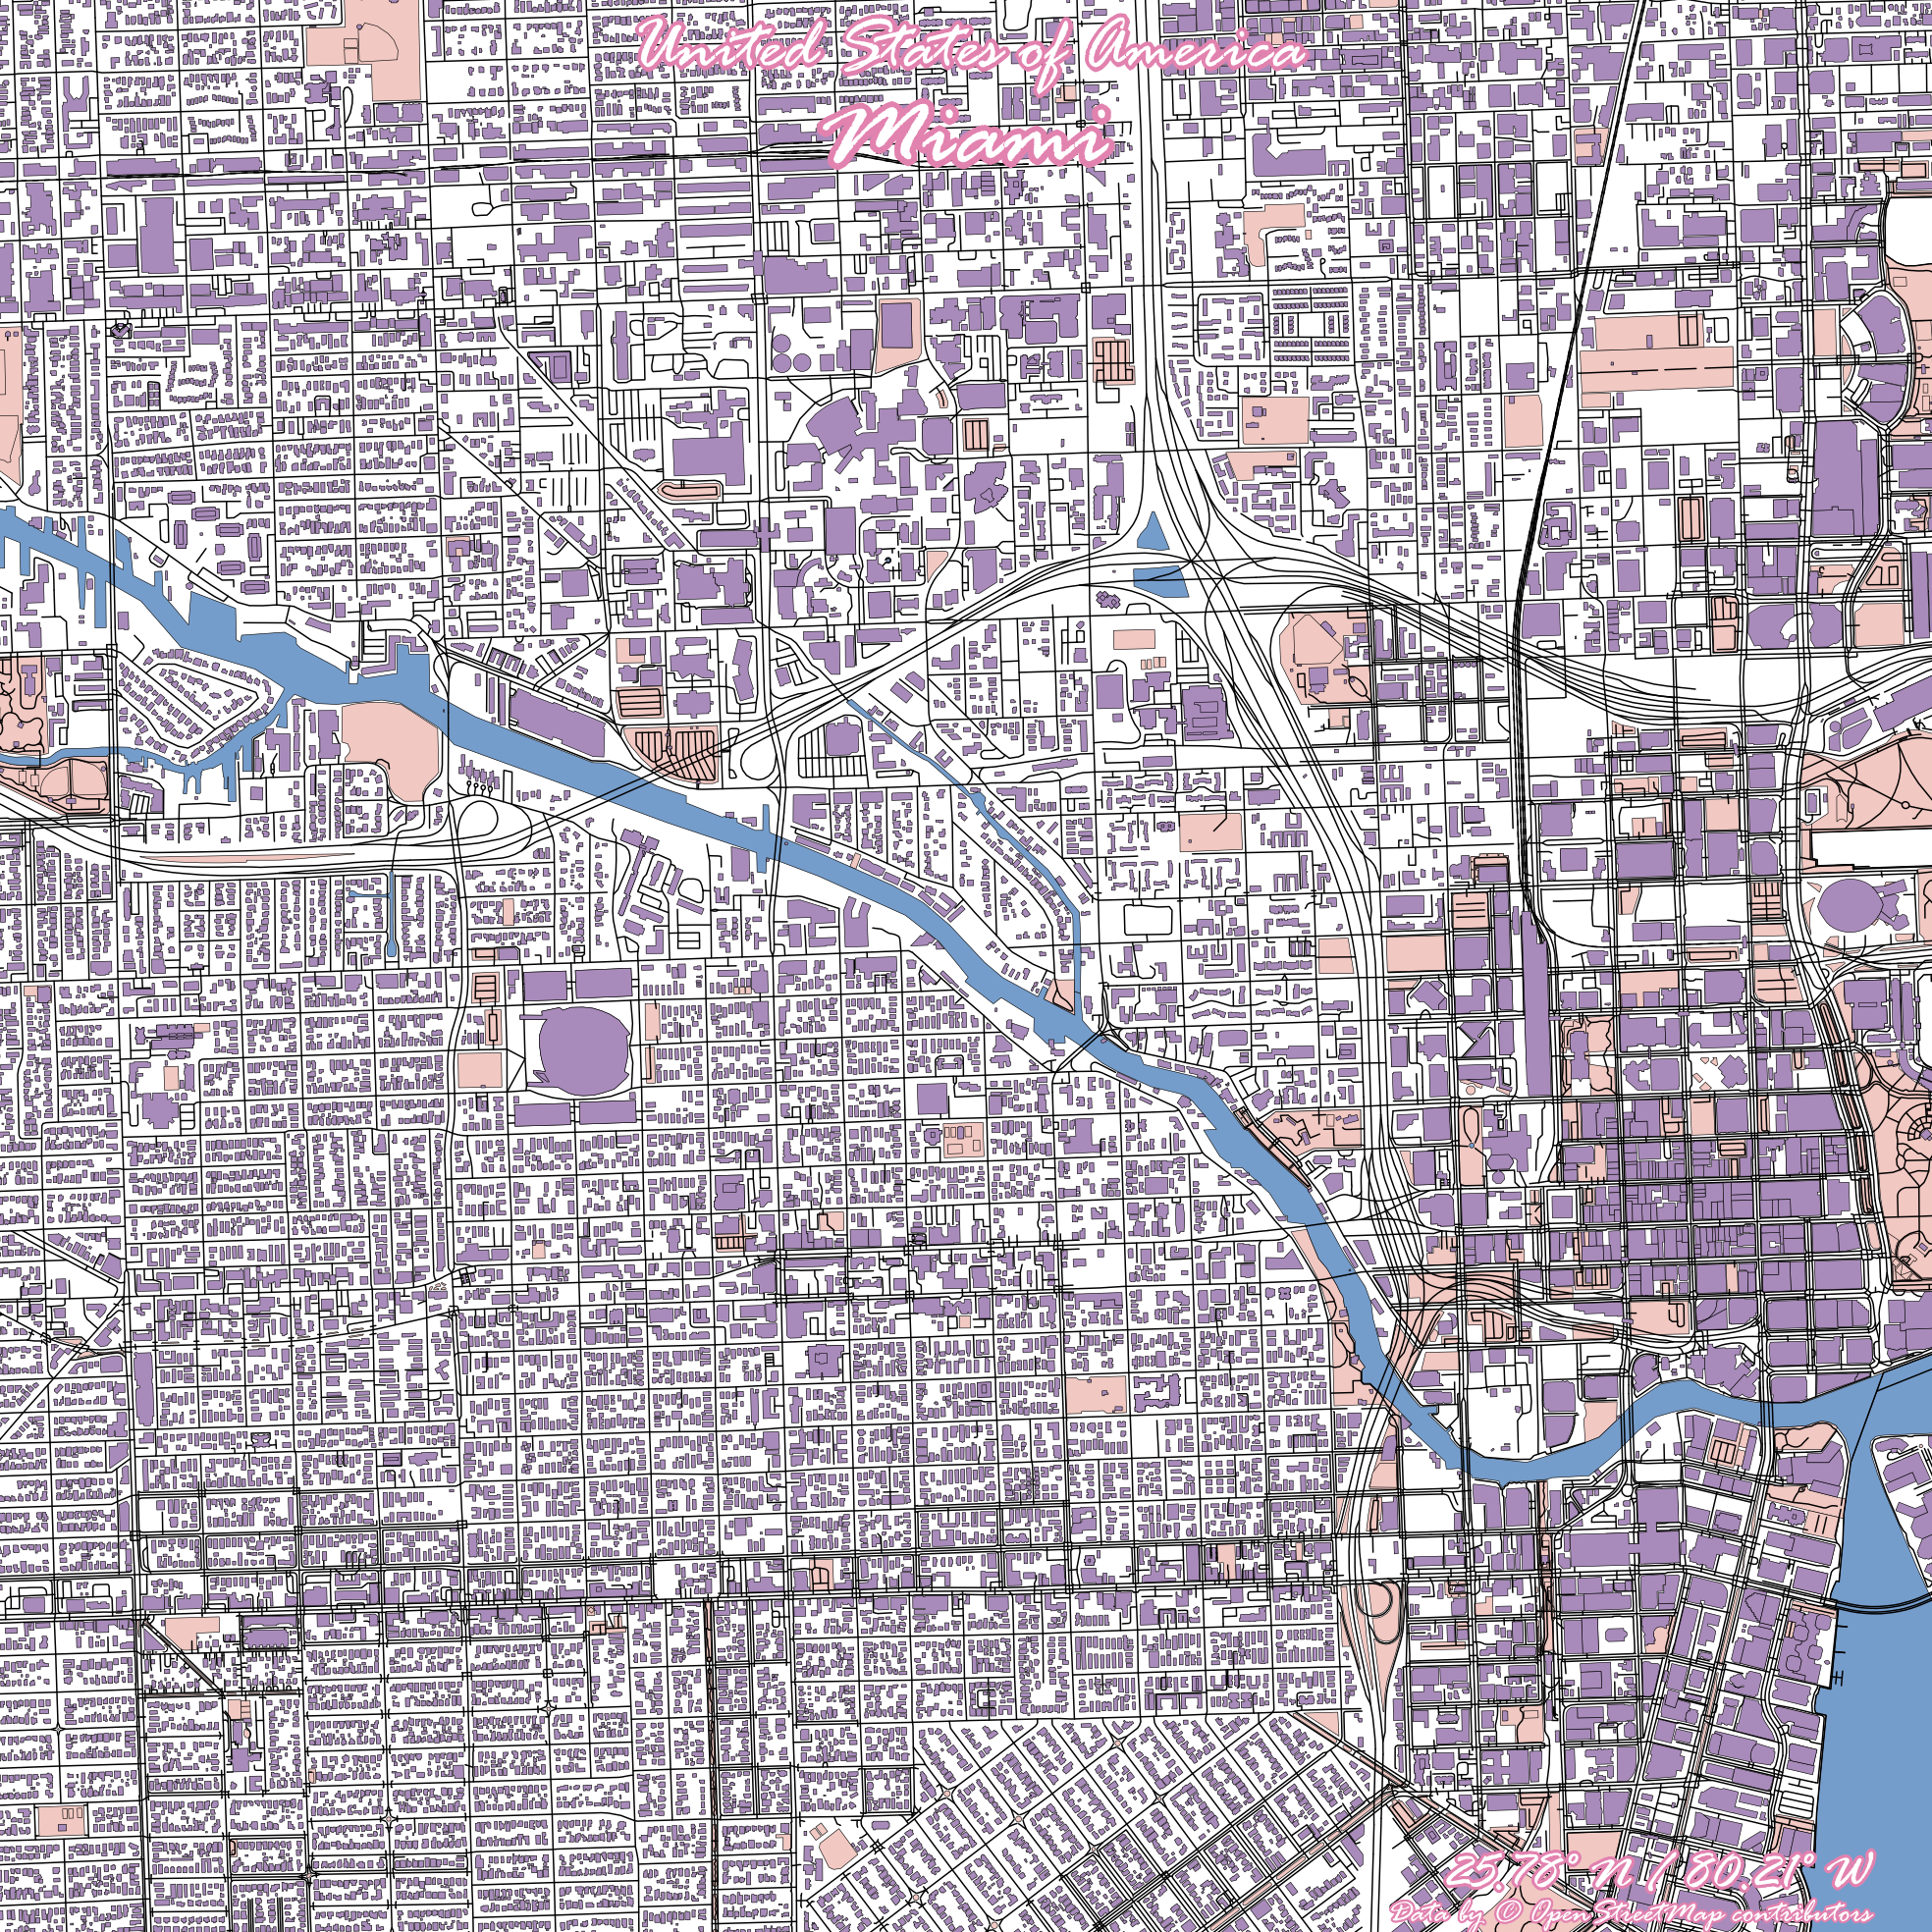 United States of America
Miami
25.78° N / 80.21° W
Data by © OpenStreetMap contributors